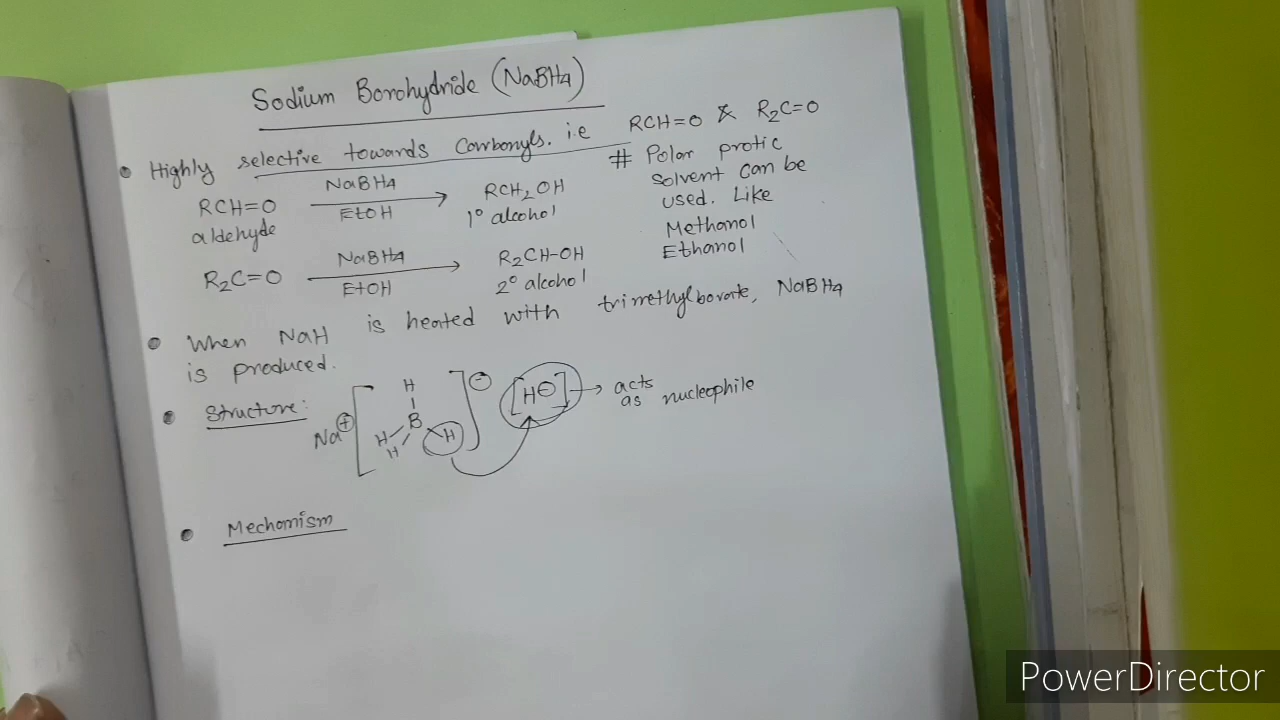 Sodium Borohydride (NaBH4)
• Highly selective towards Carbonyls. i.e RCH=O & R2C=O
RCH=O NaBH4 EtOH RCH2OH
aldehyde 1° alcohol
R2C=O NaBH4 EtOH R2CH-OH
2° alcohol
# Polar protic
solvent can be
used. Like
Methanol
Ethanol
• When NaH is heated with trimethylborate, NaBH4
is produced.
• Structure:
Na+ [ H B H H H ] - [H⊖] → acts
as nucleophile
• Mechanism
PowerDirector